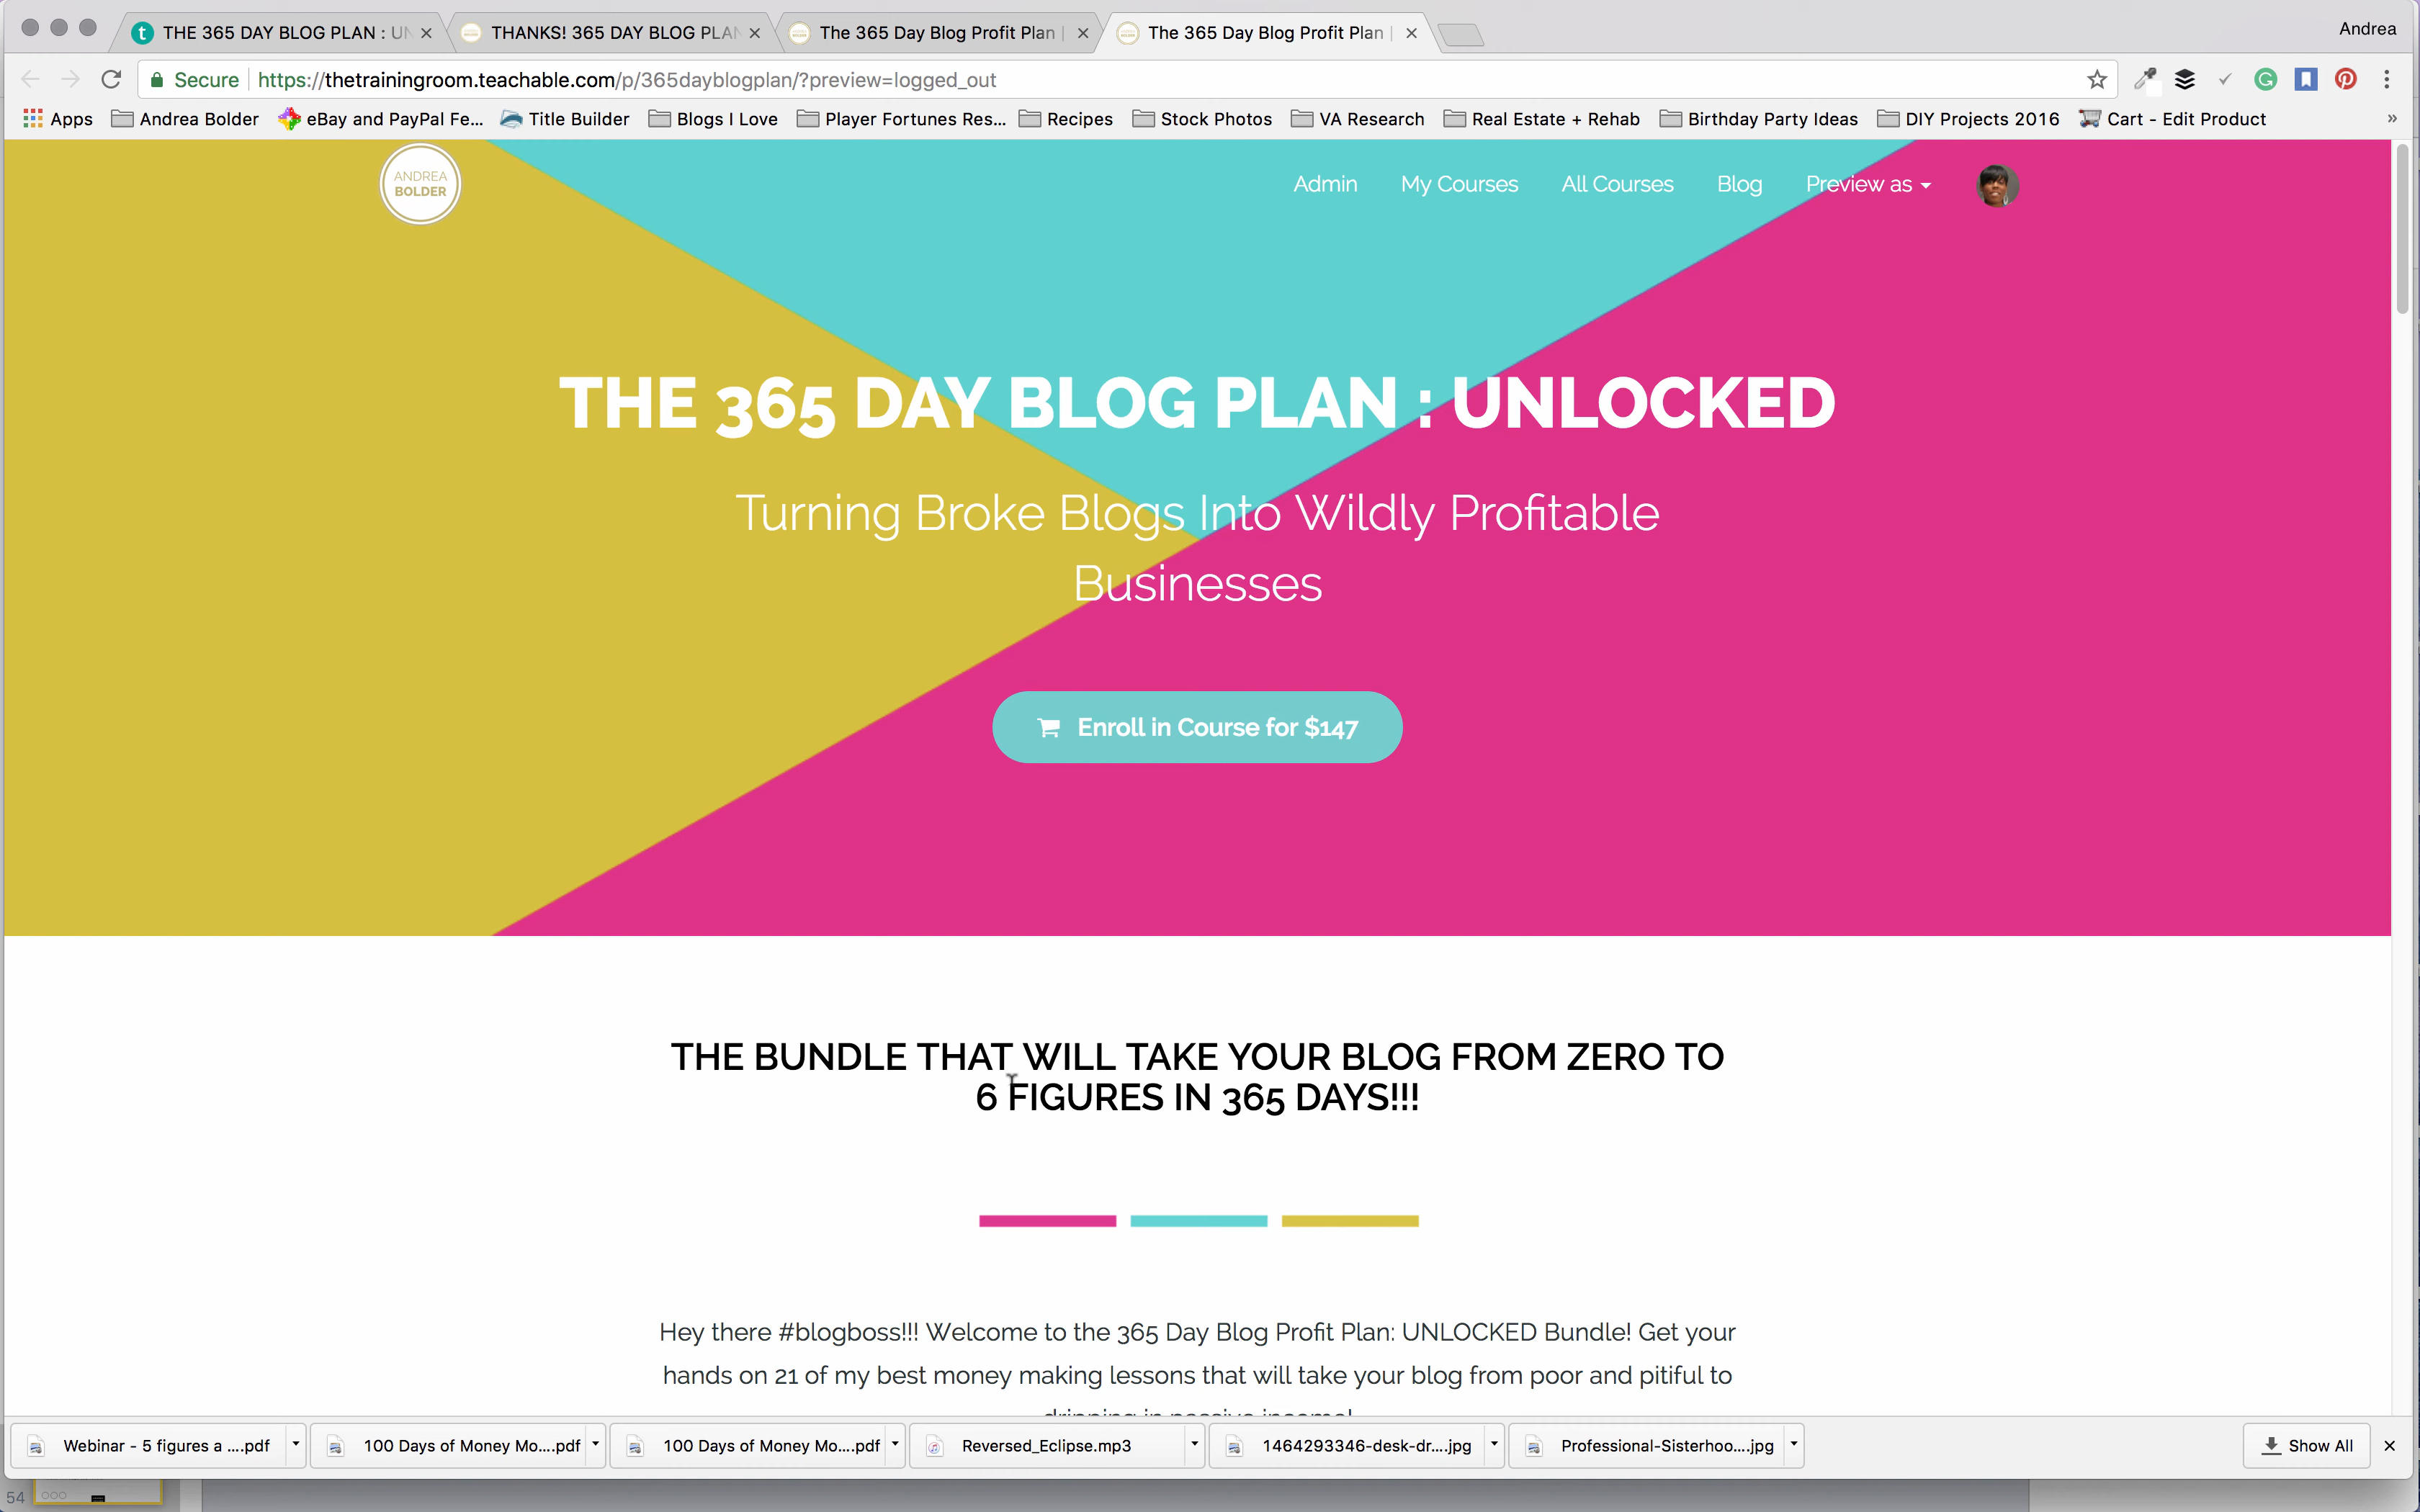 THE 365 DAY BLOG PLAN : UN
THANKS! 365 DAY BLOG PLAN
The 365 Day Blog Profit Plan |
The 365 Day Blog Profit Plan |
Andrea
Secure
https://thetrainingroom.teachable.com/p/365dayblogplan/?preview=logged_out
Apps
Andrea Bolder
eBay and PayPal Fe...
Title Builder
Blogs I Love
Player Fortunes Res...
Recipes
Stock Photos
VA Research
Real Estate + Rehab
Birthday Party Ideas
DIY Projects 2016
Cart - Edit Product
»
ANDREA
BOLDER
Admin
My Courses
All Courses
Blog
Preview as
THE 365 DAY BLOG PLAN : UNLOCKED
Turning Broke Blogs Into Wildly Profitable
Businesses
Enroll in Course for $147
THE BUNDLE THAT WILL TAKE YOUR BLOG FROM ZERO TO
6 FIGURES IN 365 DAYS!!!
Hey there #blogboss!!! Welcome to the 365 Day Blog Profit Plan: UNLOCKED Bundle! Get your
hands on 21 of my best money making lessons that will take your blog from poor and pitiful to
dripping in passive income!
Webinar - 5 figures a ....pdf
100 Days of Money Mo....pdf
100 Days of Money Mo....pdf
Reversed_Eclipse.mp3
1464293346-desk-dr....jpg
Professional-Sisterhoo....jpg
Show All
54